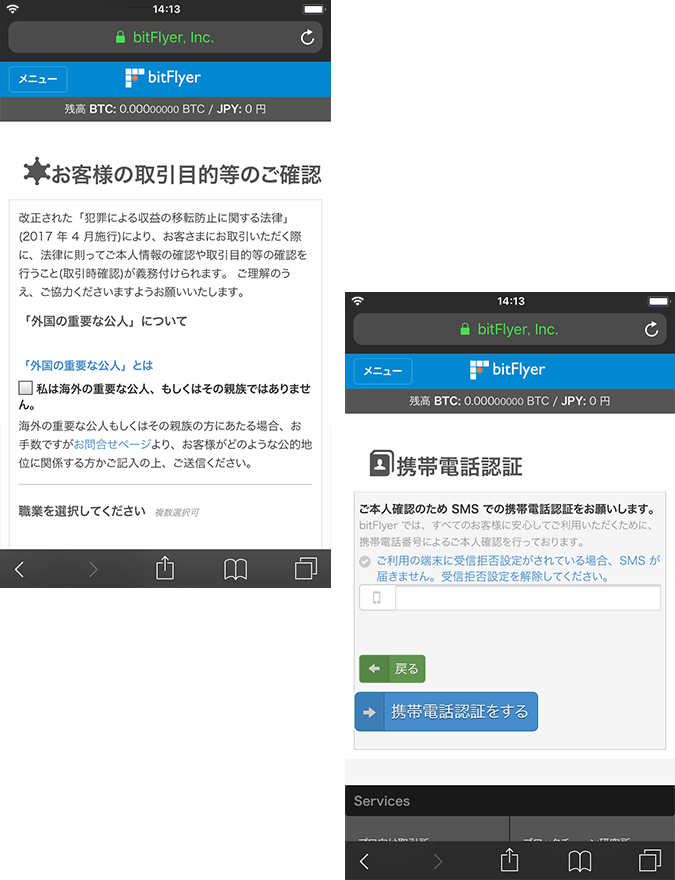 14:13
bitFlyer, Inc.
メニュー
bitFlyer
残高 BTC: 0.00000000 BTC / JPY: 0 円
お客様の取引目的等のご確認
改正された「犯罪による収益の移転防止に関する法律」
(2017 年 4 月施行)により、お客さまにお取引いただく際
に、法律に則ってご本人情報の確認や取引目的等の確認を
行うこと(取引時確認)が義務付けられます。 ご理解のう
え、ご協力くださいますようお願いいたします。
「外国の重要な公人」について
「外国の重要な公人」とは
私は海外の重要な公人、もしくはその親族ではありませ
ん。
海外の重要な公人もしくはその親族の方にあたる場合、お
手数ですがお問合せページより、お客様がどのような公的地
位に関係する方かご記入の上、ご送信ください。
職業を選択してください 複数選択可
14:13
bitFlyer, Inc.
メニュー
bitFlyer
残高 BTC: 0.00000000 BTC / JPY: 0 円
携帯電話認証
ご本人確認のため SMS での携帯電話認証をお願いします。
bitFlyer では、すべてのお客様に安心してご利用いただくために、
携帯電話番号によるご本人確認を行っております。
ご利用の端末に受信拒否設定がされている場合、SMS が
届きません。受信拒否設定を解除してください。
戻る
携帯電話認証をする
Services